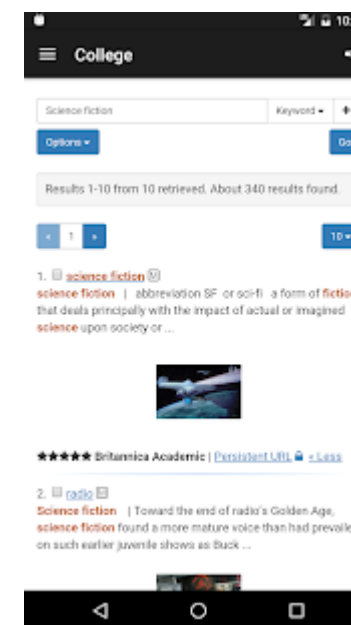 10:
College
Science fiction
Keyword
Options
Go
Results 1-10 from 10 retrieved. About 340 results found.
« 1 »
10
1. science fiction
science fiction | abbreviation SF or sci-fi a form of fictio
that deals principally with the impact of actual or imagined
science upon society or ...
★★★★★ Britannica Academic | Persistent URL - Less
2. radio
Science fiction | Toward the end of radio's Golden Age,
science fiction found a more mature voice than had prevaile
on such earlier juvenile shows as Buck ...